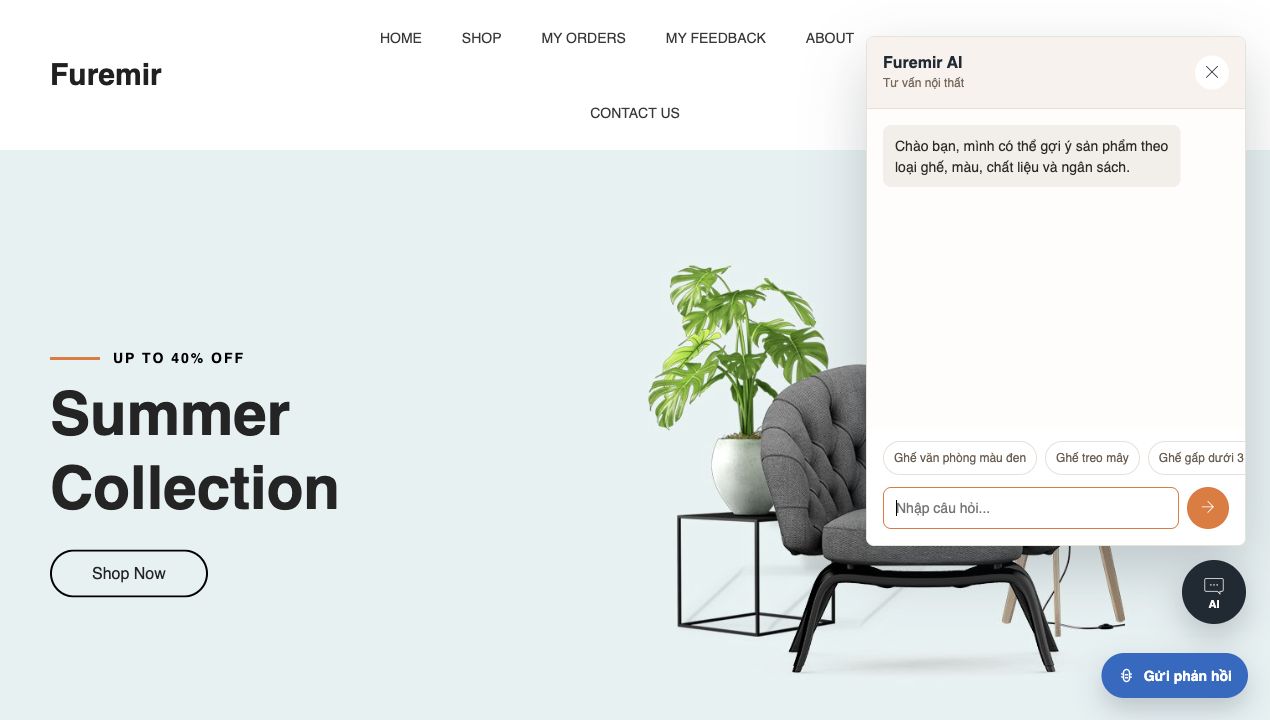 HOME SHOP MY ORDERS MY FEEDBACK ABOUT
Furemir
CONTACT US
UP TO 40% OFF
Summer
Collection
Shop Now
Furemir AI
Tư vấn nội thất
Chào bạn, mình có thể gợi ý sản phẩm theo
loại ghế, màu, chất liệu và ngân sách.
Ghế văn phòng màu đen Ghế treo mây Ghế gấp dưới 3
Nhập câu hỏi...
AI
Gửi phản hồi